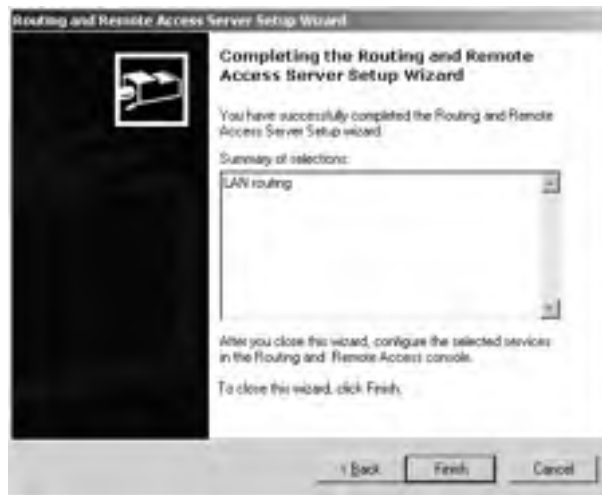 Routing and Remote Access Server Setup Wizard
Completing the Routing and Remote
Access Server Setup Wizard
You have successfully completed the Routing and Remote
Access Server Setup wizard.
Summary of selections:
LAN routing
After you close this wizard, configure the selected services
in the Routing and Remote Access console.
To close this wizard, click Finish.
< Back
Finish
Cancel